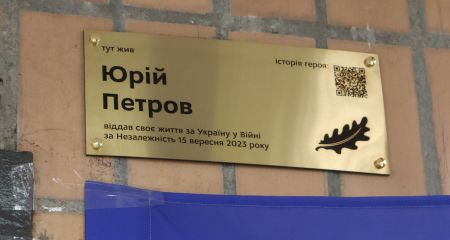 тут жив
історія героя:
Юрій
Петров
віддав своє життя за Україну у Війні
за Незалежність 15 вересня 2023 року